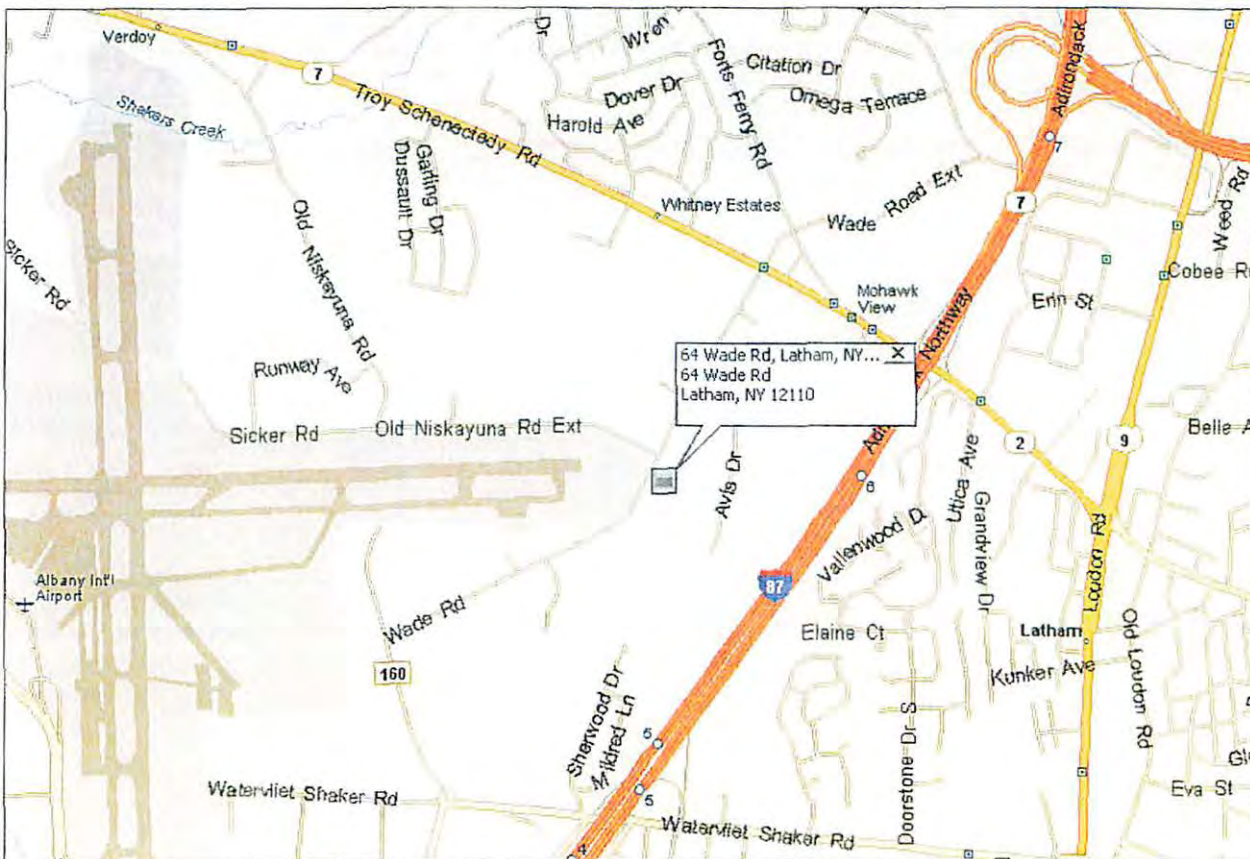 Verdoy
7
Dr
Wren
Fonts Ferry Rd
Citation Dr
Adirondack
Dover Dr
Omega Terrace
Shakers Creek
Troy Schenectedy Rd
Harold Ave
7
Garling Dr
Dussault Dr
Old Niskayuna Rd
Whitney Estates
Wade Road Ext
7
Weed Rd
Sicker Rd
Cobee
Mohawk
View
Erin St
Northway
64 Wade Rd, Latham, NY...
64 Wade Rd
Latham, NY 12110
Runway Ave
Sicker Rd
Old Niskayuna Rd Ext
2
9
Belle
Avis Dr
6
Utica Ave
Grandview Dr
Vallenwood
Loudon Rd
87
Albany Int'l
Airport
Wade Rd
Elaine Ct
Latham
Old Loudon Rd
Kunker Ave
160
Sherwood Dr
Mildred Ln
Doorstone Dr S
5
5
Watervliet Shaker Rd
Eva St
Watervliet Shaker Rd
4